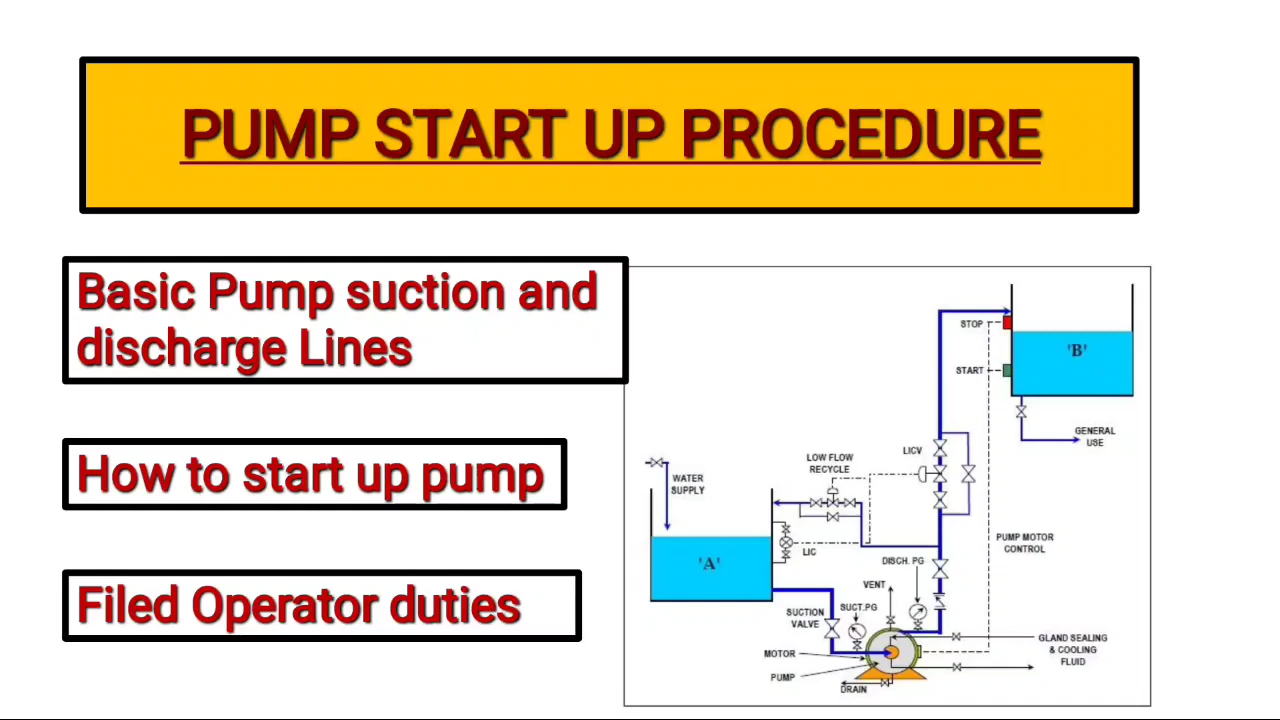 PUMP START UP PROCEDURE
Basic Pump suction and
discharge Lines
How to start up pump
Filed Operator duties
STOP
'B'
START
GENERAL
USE
LICV
LOW FLOW
RECYCLE
WATER
SUPPLY
PUMP MOTOR
CONTROL
LIC
'A'
DISCH. PG
VENT
SUCT.PG
SUCTION
VALVE
GLAND SEALING
& COOLING
FLUID
MOTOR
PUMP
DRAIN